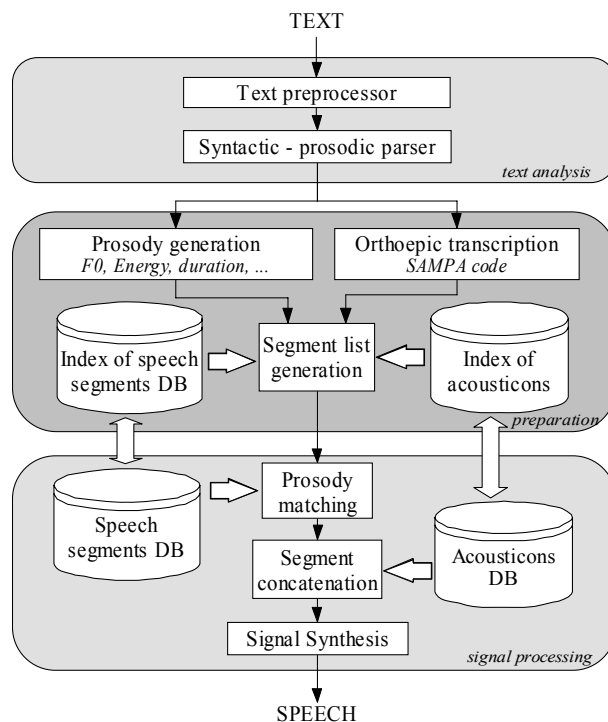 TEXT
Text preprocessor
Syntactic - prosodic parser
text analysis
Prosody generation
F0, Energy, duration, ...
Orthoepic transcription
SAMPA code
Index of speech
segments DB
Segment list
generation
Index of
acousticons
preparation
Prosody
matching
Speech
segments DB
Segment
concatenation
Acousticons
DB
Signal Synthesis
signal processing
SPEECH